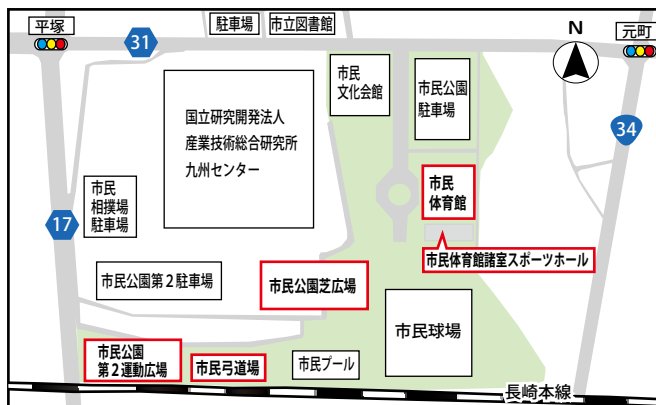 平塚
31
駐車場
市立図書館
N
元町
市民
文化会館
市民公園
駐車場
国立研究開発法人
産業技術総合研究所
九州センター
34
市民
体育館
市民
相撲場
駐車場
17
市民体育館諸室スポーツホール
市民公園第2駐車場
市民公園芝広場
市民球場
市民公園
第2運動広場
市民弓道場
市民プール
長崎本線